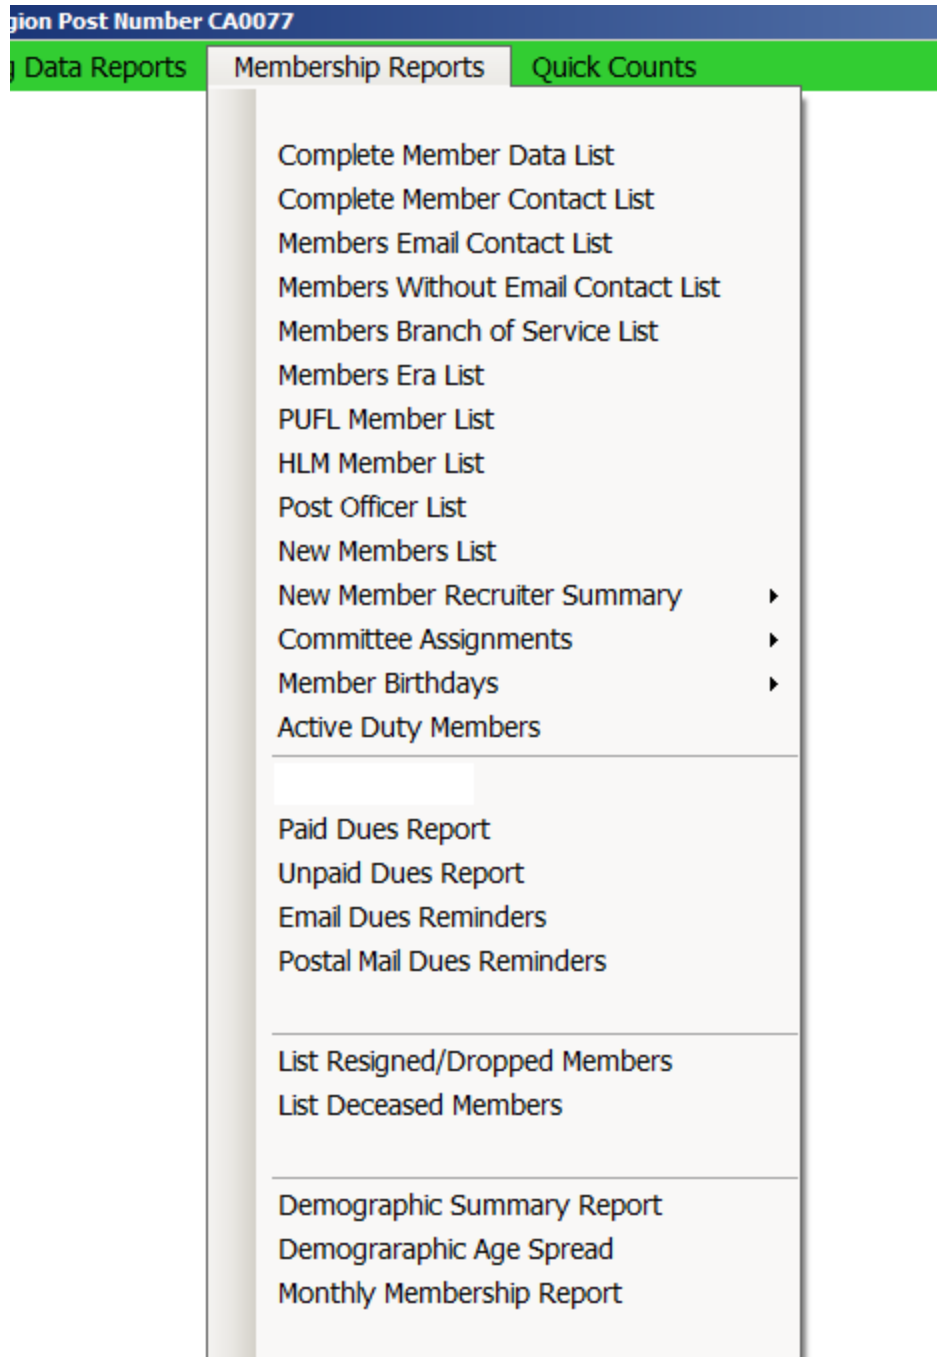 gion Post Number CA0077
Data Reports Membership Reports Quick Counts
Complete Member Data List
Complete Member Contact List
Members Email Contact List
Members Without Email Contact List
Members Branch of Service List
Members Era List
PUFL Member List
HLM Member List
Post Officer List
New Members List
New Member Recruiter Summary
Committee Assignments
Member Birthdays
Active Duty Members
Paid Dues Report
Unpaid Dues Report
Email Dues Reminders
Postal Mail Dues Reminders
List Resigned/Dropped Members
List Deceased Members
Demographic Summary Report
Demograraphic Age Spread
Monthly Membership Report